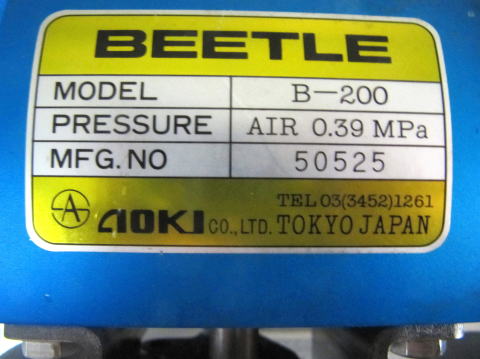 BEETLE
MODEL B-200
PRESSURE AIR 0.39 MPa
MFG.NO 50525
TEL 03(3452)1261
AOKI CO.,LTD. TOKYO JAPAN